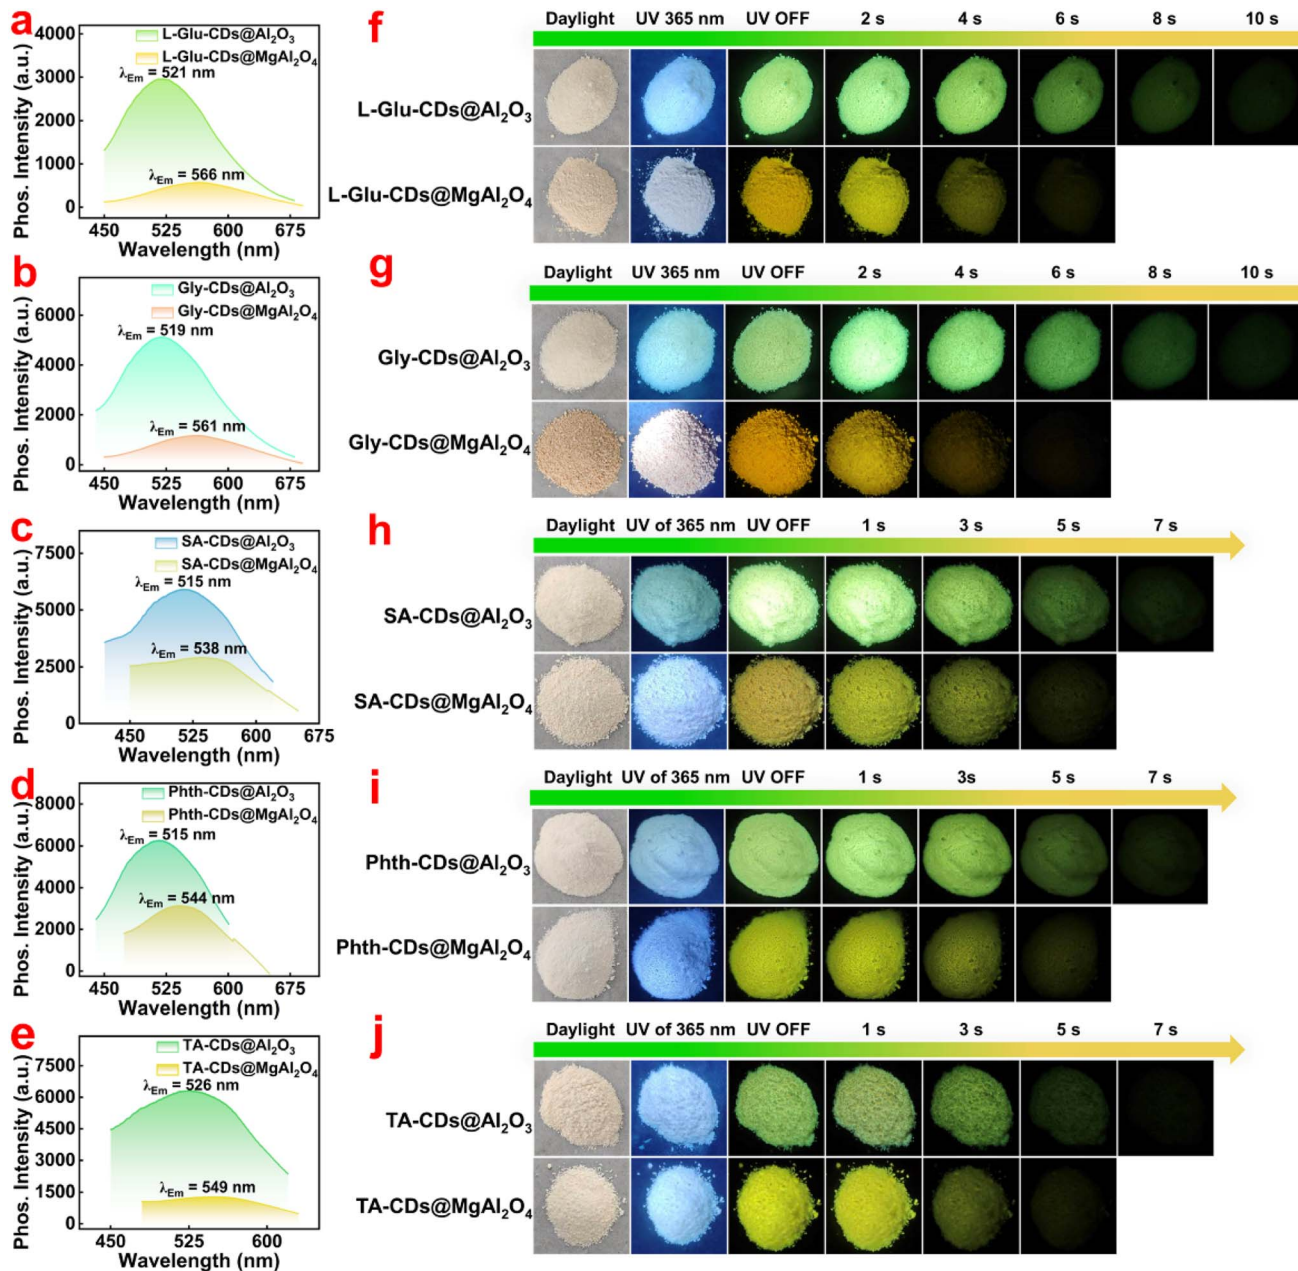 a
4000
3000
2000
1000
0
Phos. Intensity (a.u.)
L-Glu-CDs@Al₂O₃
L-Glu-CDs@MgAl₂O₄
λEm = 521 nm
λEm = 566 nm
450 525 600 675
Wavelength (nm)
f
Daylight UV 365 nm UV OFF 2 s 4 s 6 s 8 s 10 s
L-Glu-CDs@Al₂O₃
L-Glu-CDs@MgAl₂O₄
b
6000
4000
2000
0
Phos. Intensity (a.u.)
Gly-CDs@Al₂O₃
Gly-CDs@MgAl₂O₄
λEm = 519 nm
λEm = 561 nm
450 525 600 675
Wavelength (nm)
g
Daylight UV 365 nm UV OFF 2 s 4 s 6 s 8 s 10 s
Gly-CDs@Al₂O₃
Gly-CDs@MgAl₂O₄
c
7500
5000
2500
0
Phos. Intensity (a.u.)
SA-CDs@Al₂O₃
SA-CDs@MgAl₂O₄
λEm = 515 nm
λEm = 538 nm
450 525 600 675
Wavelength (nm)
h
Daylight UV of 365 nm UV OFF 1 s 3 s 5 s 7 s
SA-CDs@Al₂O₃
SA-CDs@MgAl₂O₄
d
8000
6000
4000
2000
0
Phos. Intensity (a.u.)
Phth-CDs@Al₂O₃
Phth-CDs@MgAl₂O₄
λEm = 515 nm
λEm = 544 nm
450 525 600 675
Wavelength (nm)
i
Daylight UV of 365 nm UV OFF 1 s 3s 5 s 7 s
Phth-CDs@Al₂O₃
Phth-CDs@MgAl₂O₄
e
7500
6000
4500
3000
1500
0
Phos. Intensity (a.u.)
TA-CDs@Al₂O₃
TA-CDs@MgAl₂O₄
λEm = 526 nm
λEm = 549 nm
450 525 600
Wavelength (nm)
j
Daylight UV of 365 nm UV OFF 1 s 3 s 5 s 7 s
TA-CDs@Al₂O₃
TA-CDs@MgAl₂O₄